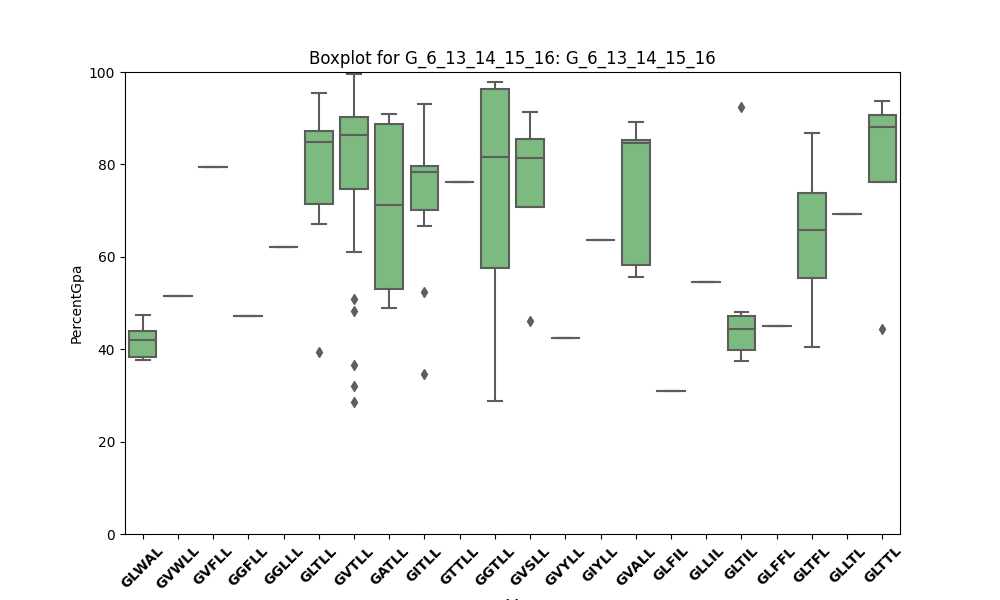 Boxplot for G_6_13_14_15_16: G_6_13_14_15_16
PercentGpa
100
80
60
40
20
0
GLWAL GVWLL GVFLL GGFLL GGLLL GLTLL GVTLL GATLL GITLL GTTLL GGTLL GVSLL GVYLL GIYLL GVALL GLFIL GLLIL GLTIL GLFFL GLTFL GLLTL GLTTL